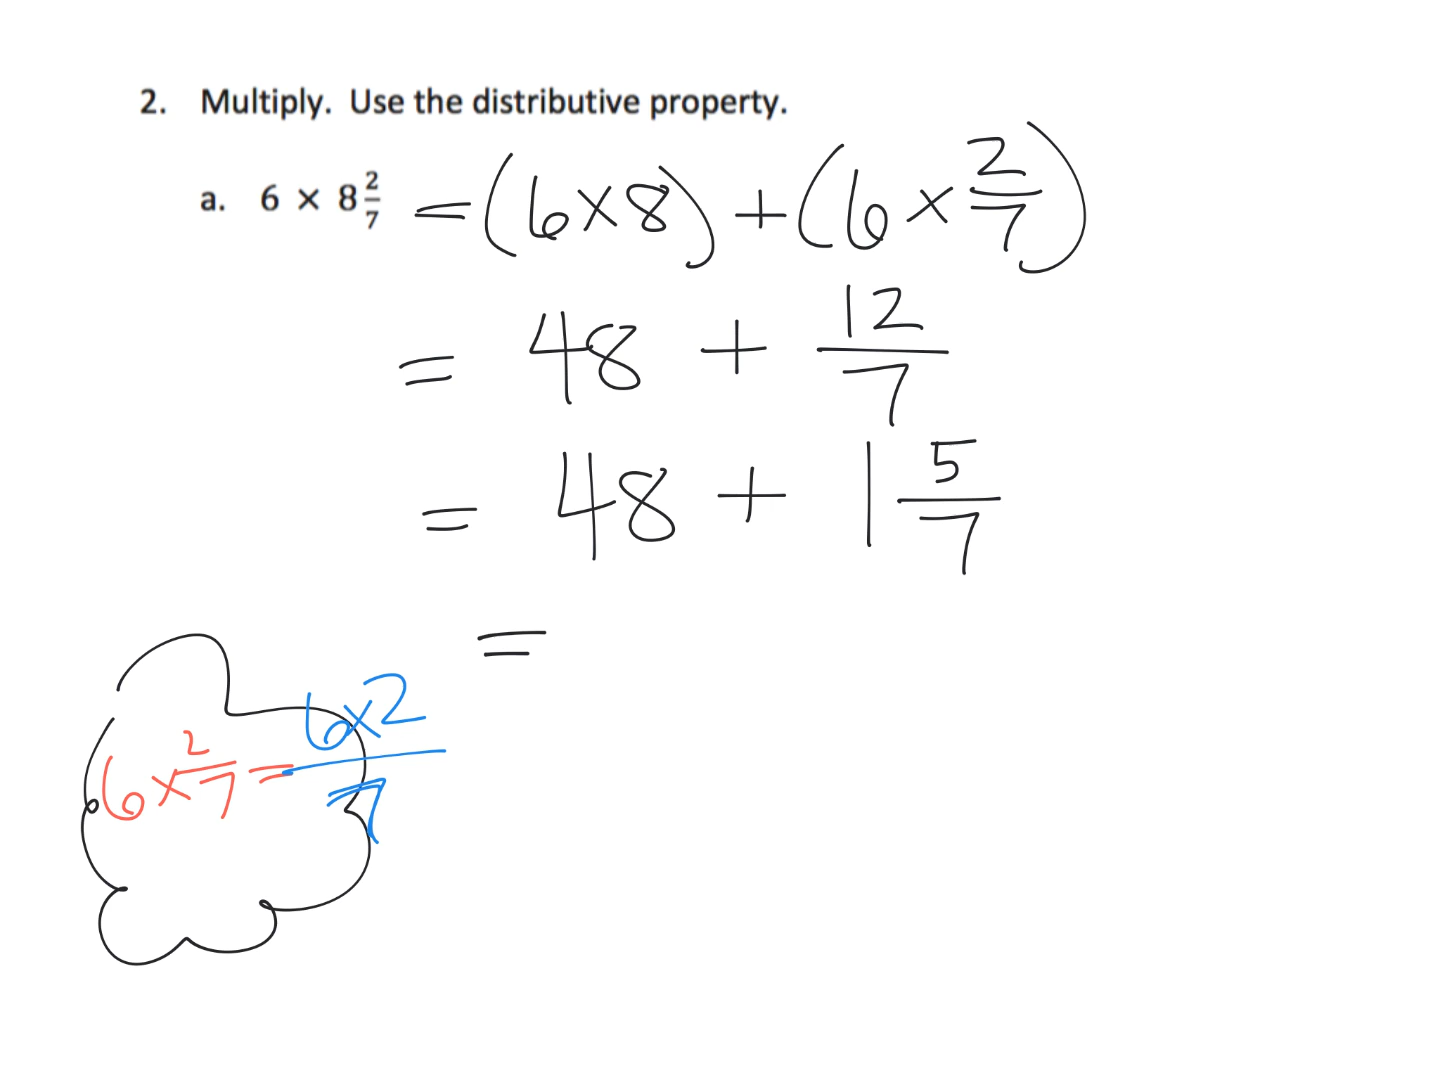 2. Multiply. Use the distributive property.
a. 6 × 8 2/7 = (6 × 8) + (6 × 2/7)
= 48 + 12/7
= 48 + 1 5/7
=
6 × 2/7 = 6 × 2/7